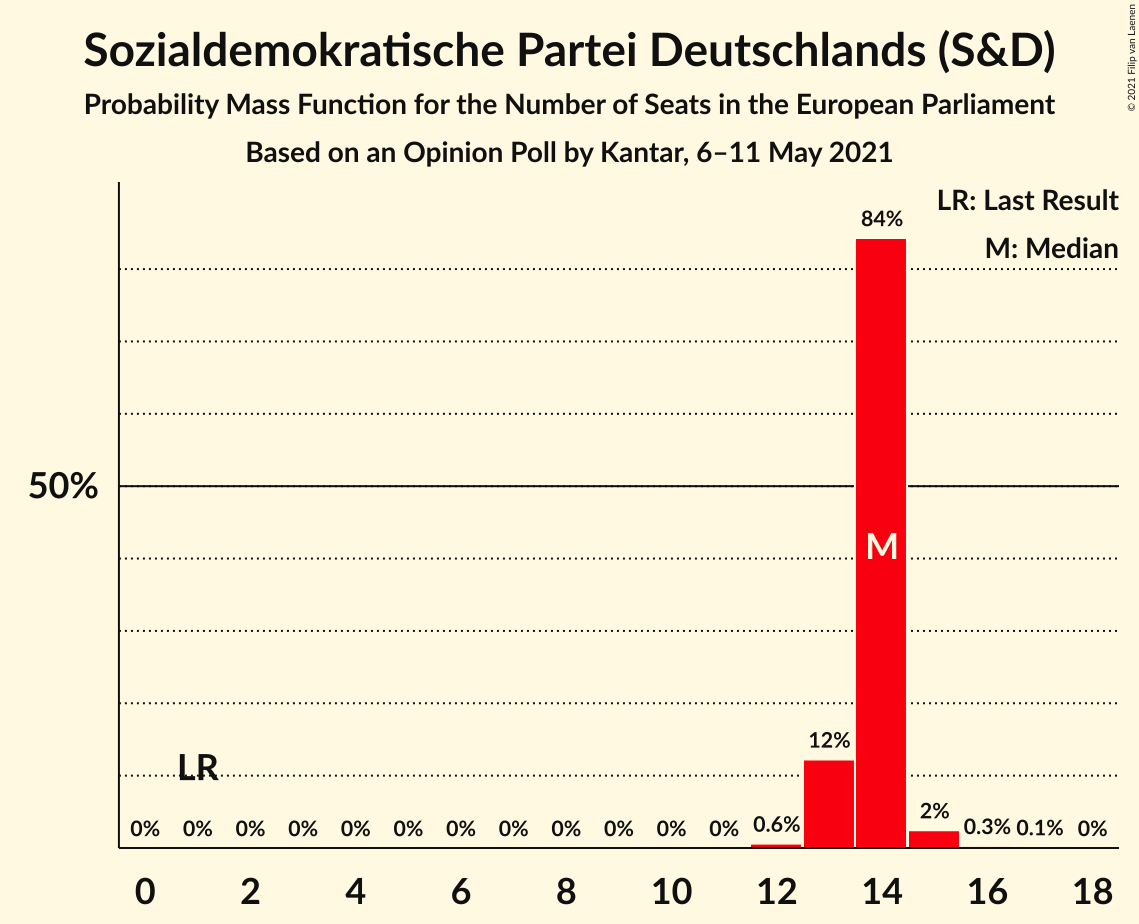 Sozialdemokratische Partei Deutschlands (S&D)
Probability Mass Function for the Number of Seats in the European Parliament
Based on an Opinion Poll by Kantar, 6–11 May 2021
© 2021 Filip van Laenen
LR: Last Result
M: Median
84%
50%
M
12%
LR
0% 0% 0% 0% 0% 0% 0% 0% 0% 0% 0% 0% 0.6% 2% 0.3% 0.1% 0%
0 2 4 6 8 10 12 14 16 18